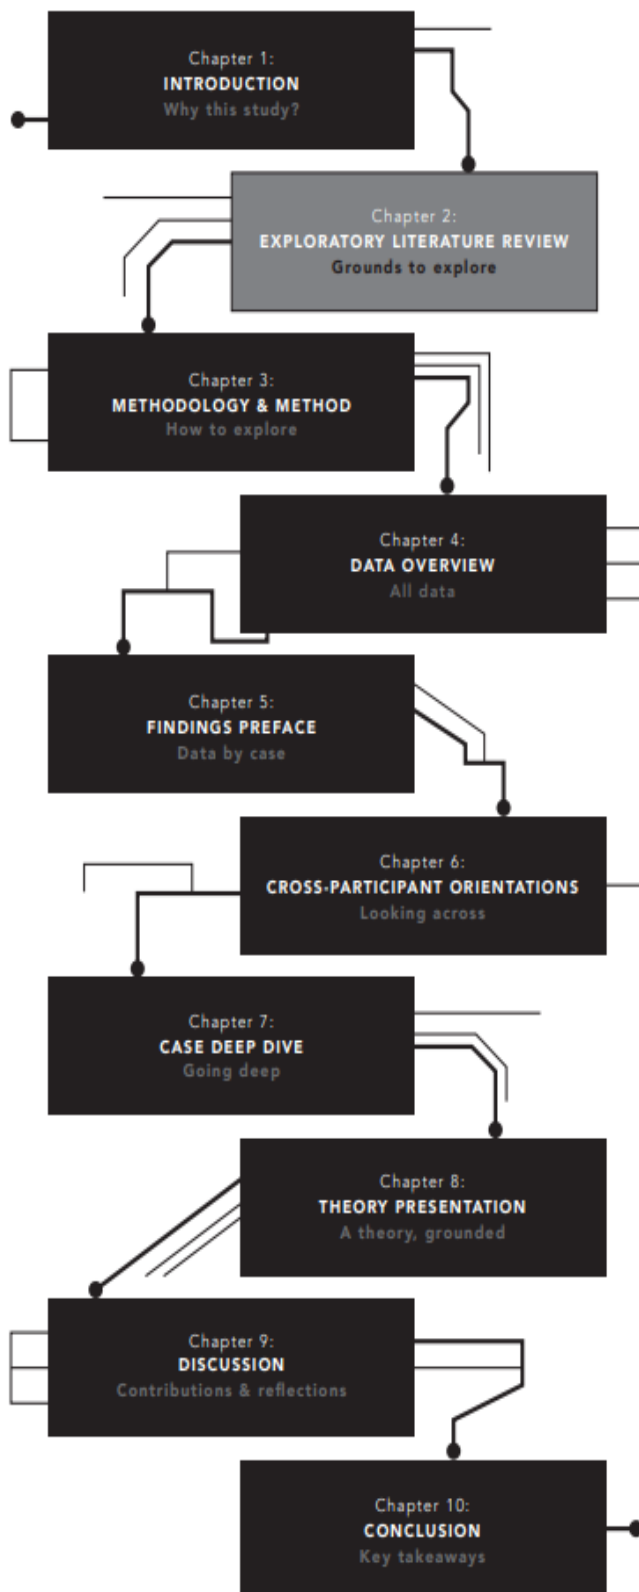 Chapter 1:
INTRODUCTION
Why this study?
Chapter 2:
EXPLORATORY LITERATURE REVIEW
Grounds to explore
Chapter 3:
METHODOLOGY & METHOD
How to explore
Chapter 4:
DATA OVERVIEW
All data
Chapter 5:
FINDINGS PREFACE
Data by case
Chapter 6:
CROSS-PARTICIPANT ORIENTATIONS
Looking across
Chapter 7:
CASE DEEP DIVE
Going deep
Chapter 8:
THEORY PRESENTATION
A theory, grounded
Chapter 9:
DISCUSSION
Contributions & reflections
Chapter 10:
CONCLUSION
Key takeaways